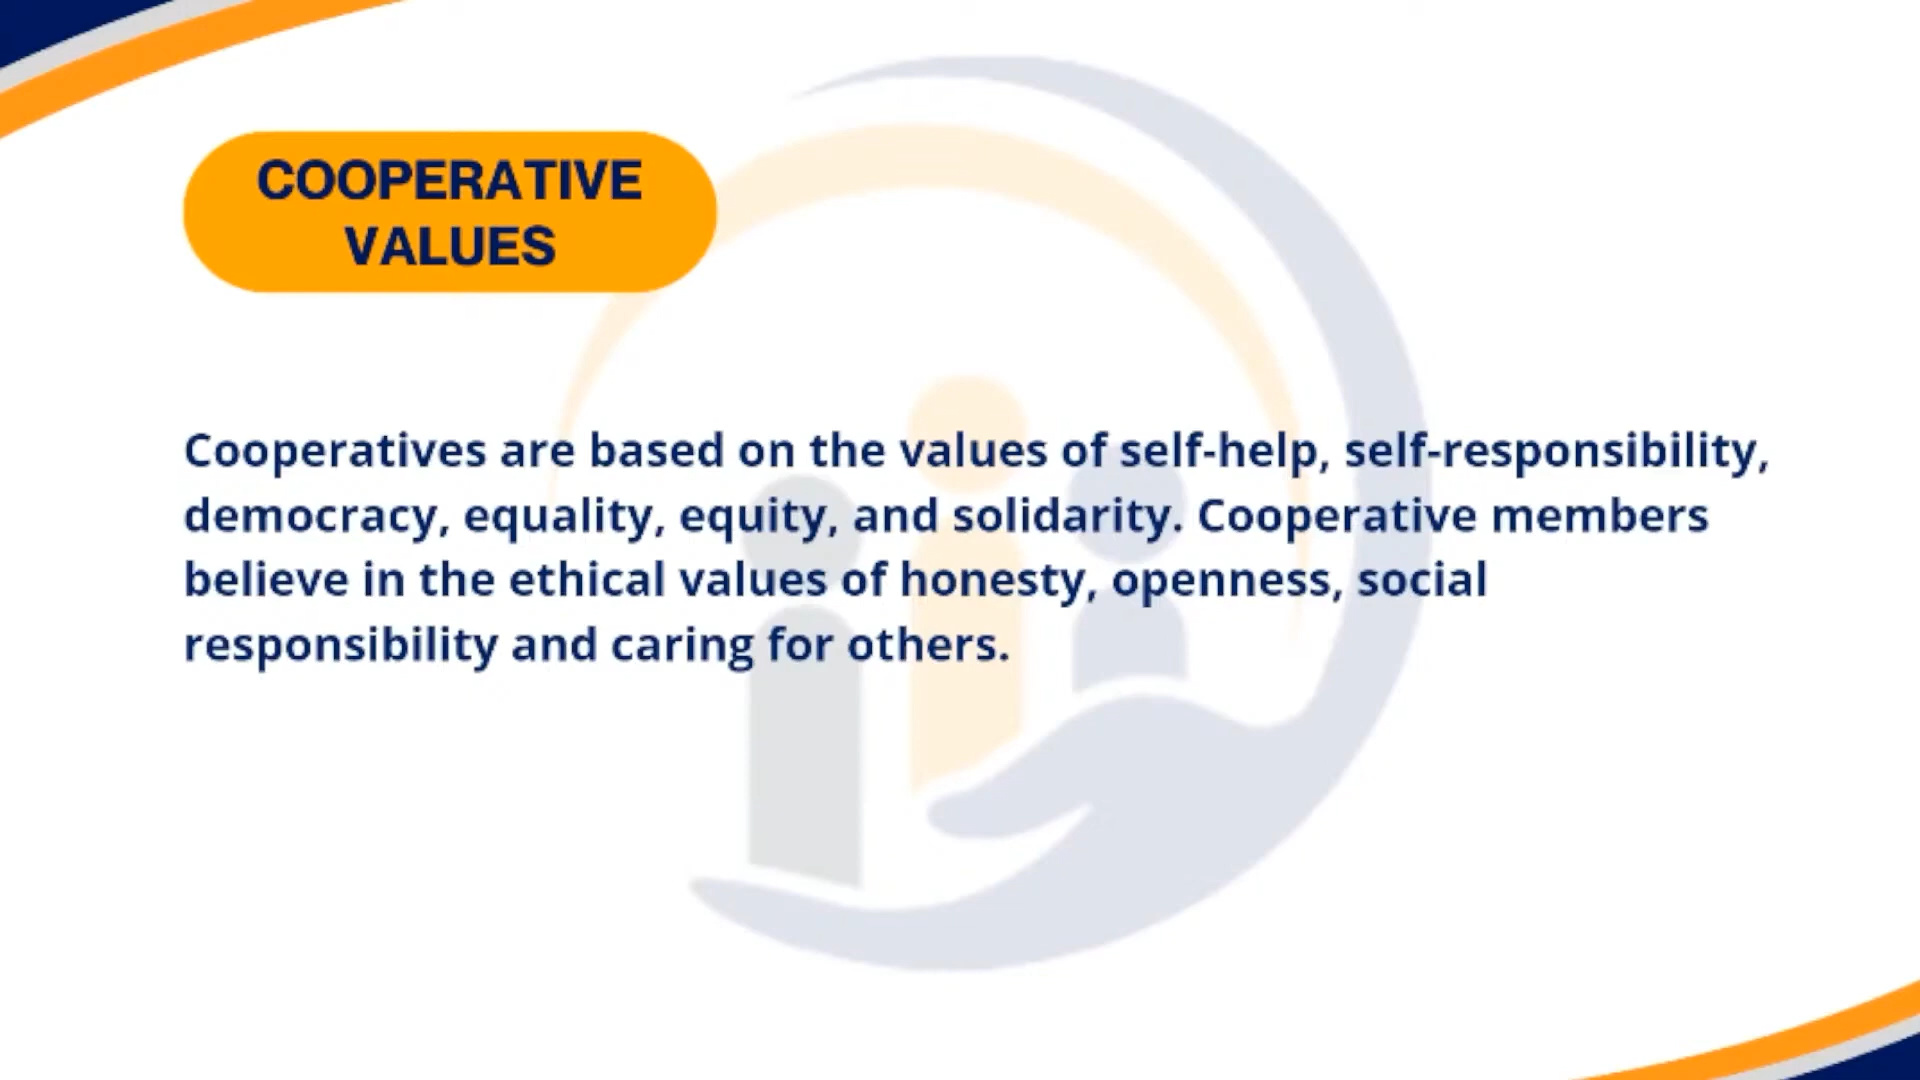 COOPERATIVE
VALUES
Cooperatives are based on the values of self-help, self-responsibility,
democracy, equality, equity, and solidarity. Cooperative members
believe in the ethical values of honesty, openness, social
responsibility and caring for others.